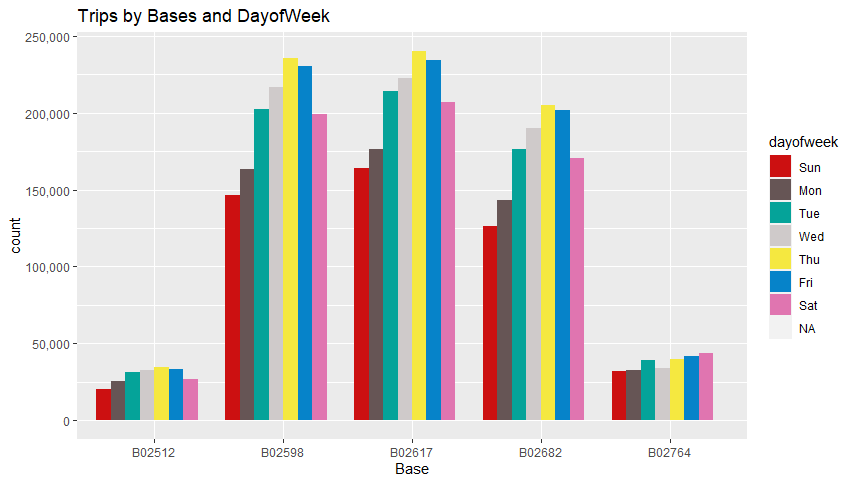 Trips by Bases and DayofWeek
250,000
200,000
150,000
100,000
50,000
0
count
B02512 B02598 B02617 B02682 B02764
Base
dayofweek
Sun
Mon
Tue
Wed
Thu
Fri
Sat
NA